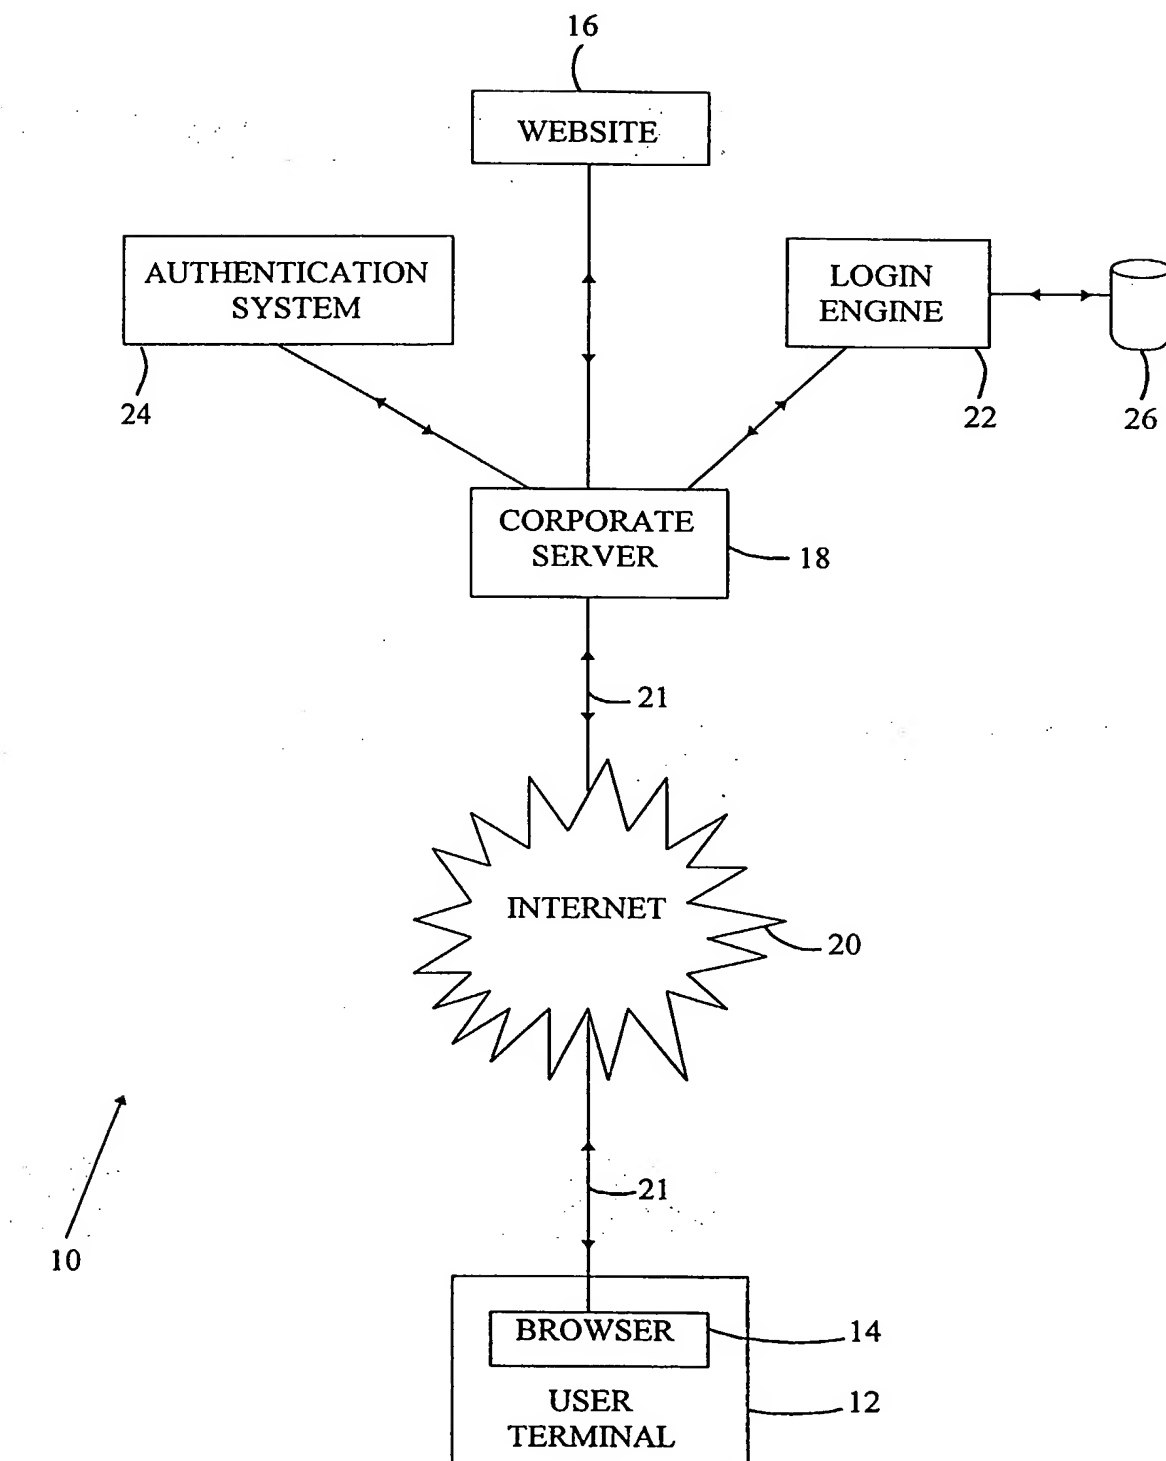 16
WEBSITE
AUTHENTICATION
SYSTEM
24
LOGIN
ENGINE
22
26
CORPORATE
SERVER
18
21
INTERNET
20
21
10
BROWSER
14
USER
TERMINAL
12